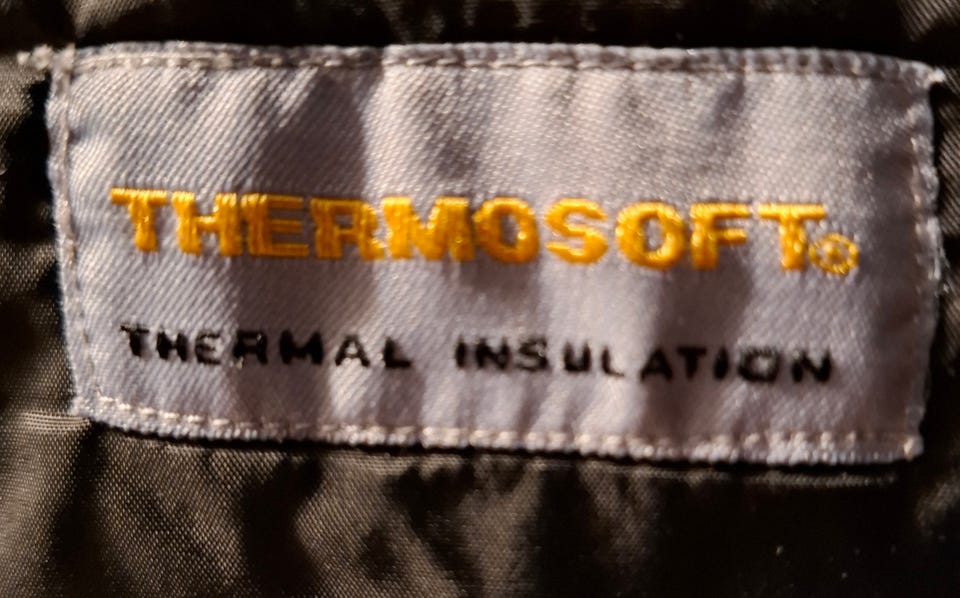 THERMOSOFT®
THERMAL INSULATION